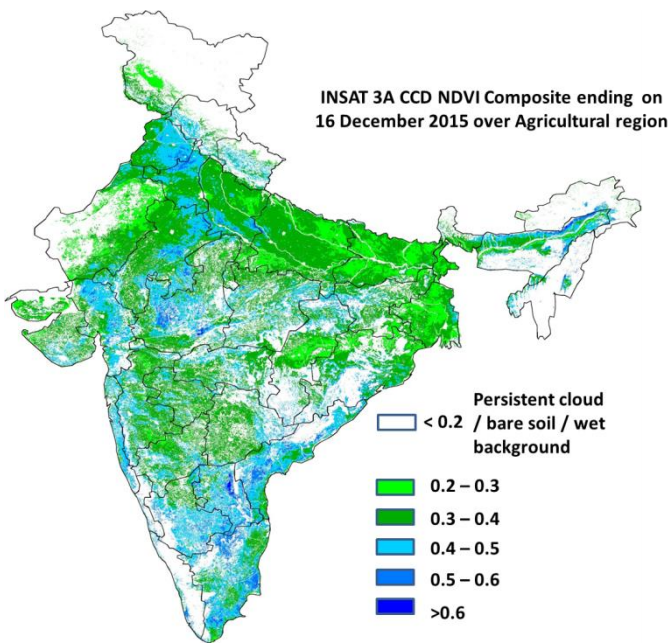 INSAT 3A CCD NDVI Composite ending on
16 December 2015 over Agricultural region
Persistent cloud
< 0.2 / bare soil / wet
background
0.2 – 0.3
0.3 – 0.4
0.4 – 0.5
0.5 – 0.6
>0.6